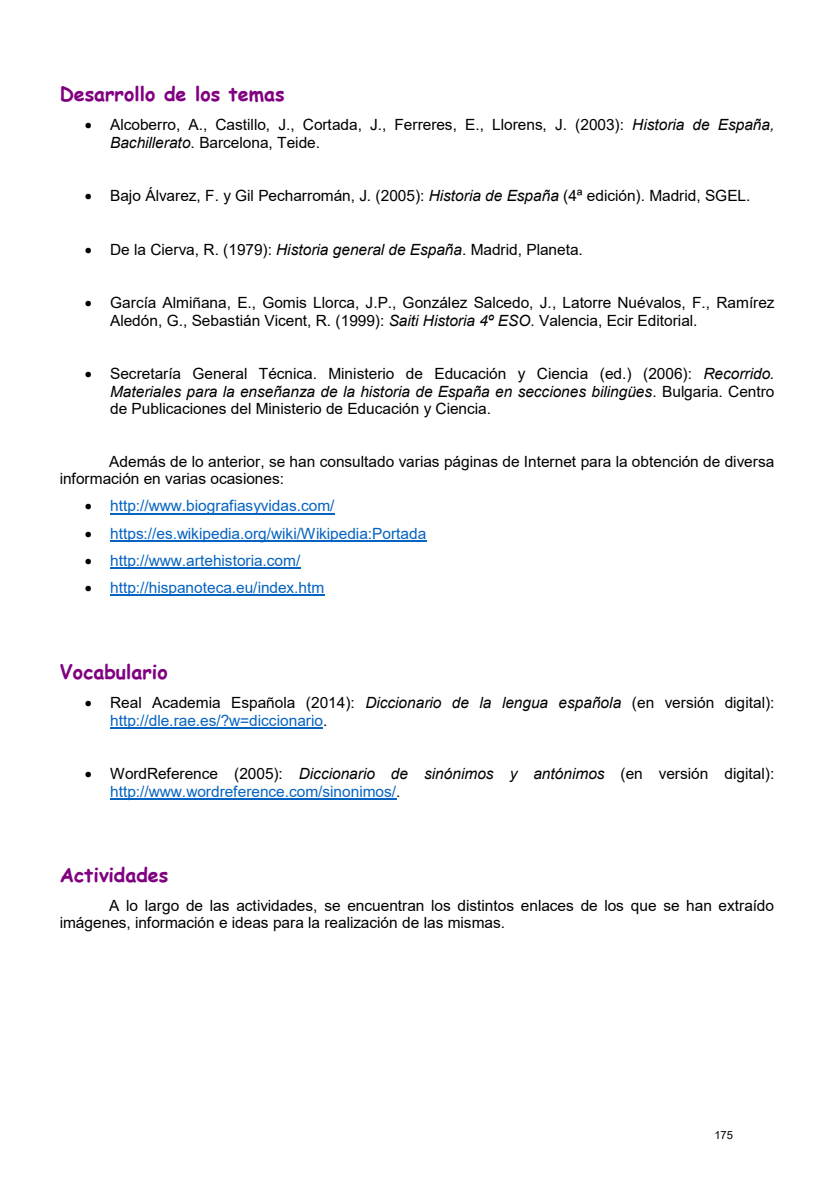 Desarrollo de los temas
• Alcoberro, A., Castillo, J., Cortada, J., Ferreres, E., Llorens, J. (2003): Historia de España,
Bachillerato. Barcelona, Teide.
• Bajo Álvarez, F. y Gil Pecharromán, J. (2005): Historia de España (4ª edición). Madrid, SGEL.
• De la Cierva, R. (1979): Historia general de España. Madrid, Planeta.
• García Almiñana, E., Gomis Llorca, J.P., González Salcedo, J., Latorre Nuévalos, F., Ramírez
Aledón, G., Sebastián Vicent, R. (1999): Saiti Historia 4º ESO. Valencia, Ecir Editorial.
• Secretaría General Técnica. Ministerio de Educación y Ciencia (ed.) (2006): Recorrido.
Materiales para la enseñanza de la historia de España en secciones bilingües. Bulgaria. Centro
de Publicaciones del Ministerio de Educación y Ciencia.
Además de lo anterior, se han consultado varias páginas de Internet para la obtención de diversa
información en varias ocasiones:
• http://www.biografiasyvidas.com/
• https://es.wikipedia.org/wiki/Wikipedia:Portada
• http://www.artehistoria.com/
• http://hispanoteca.eu/index.htm
Vocabulario
• Real Academia Española (2014): Diccionario de la lengua española (en versión digital):
http://dle.rae.es/?w=diccionario.
• WordReference (2005): Diccionario de sinónimos y antónimos (en versión digital):
http://www.wordreference.com/sinonimos/.
Actividades
A lo largo de las actividades, se encuentran los distintos enlaces de los que se han extraído
imágenes, información e ideas para la realización de las mismas.
175